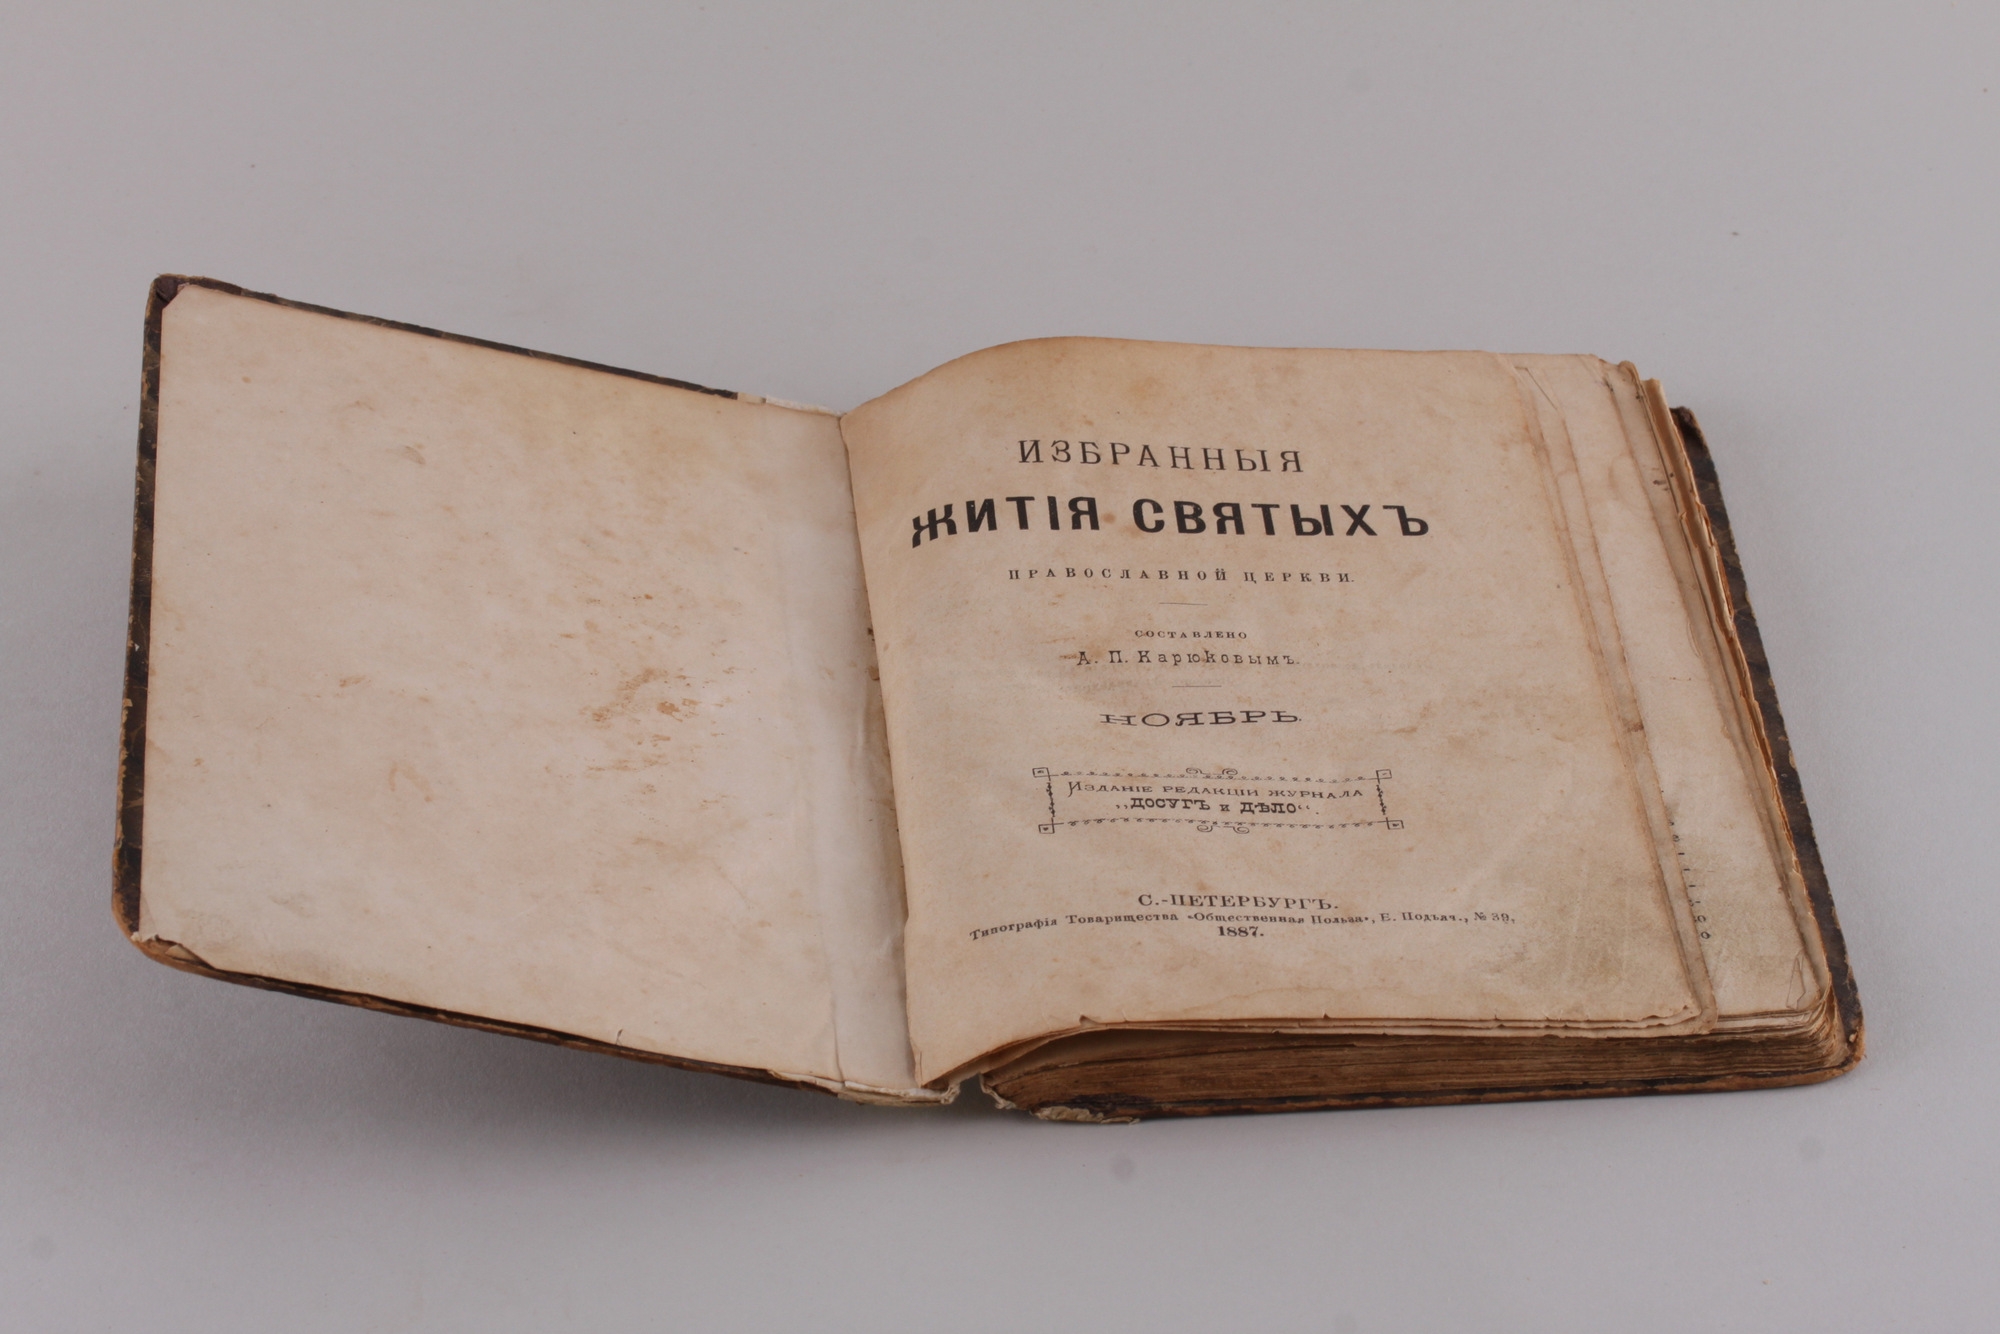 ИЗБРАННЫЯ
ЖИТІЯ СВЯТЫХЪ
ПРАВОСЛАВНОЙ ЦЕРКВИ.
СОСТАВЛЕНО
А. П. Карюковымъ.
НОЯБРЬ.
Изданіе редакціи журнала
„ДОСУГЪ и ДѢЛО“.
С.-ПЕТЕРБУРГЪ.
Типографія Товарищества «Общественная Польза», Б. Подъяч., № 39,
1887.